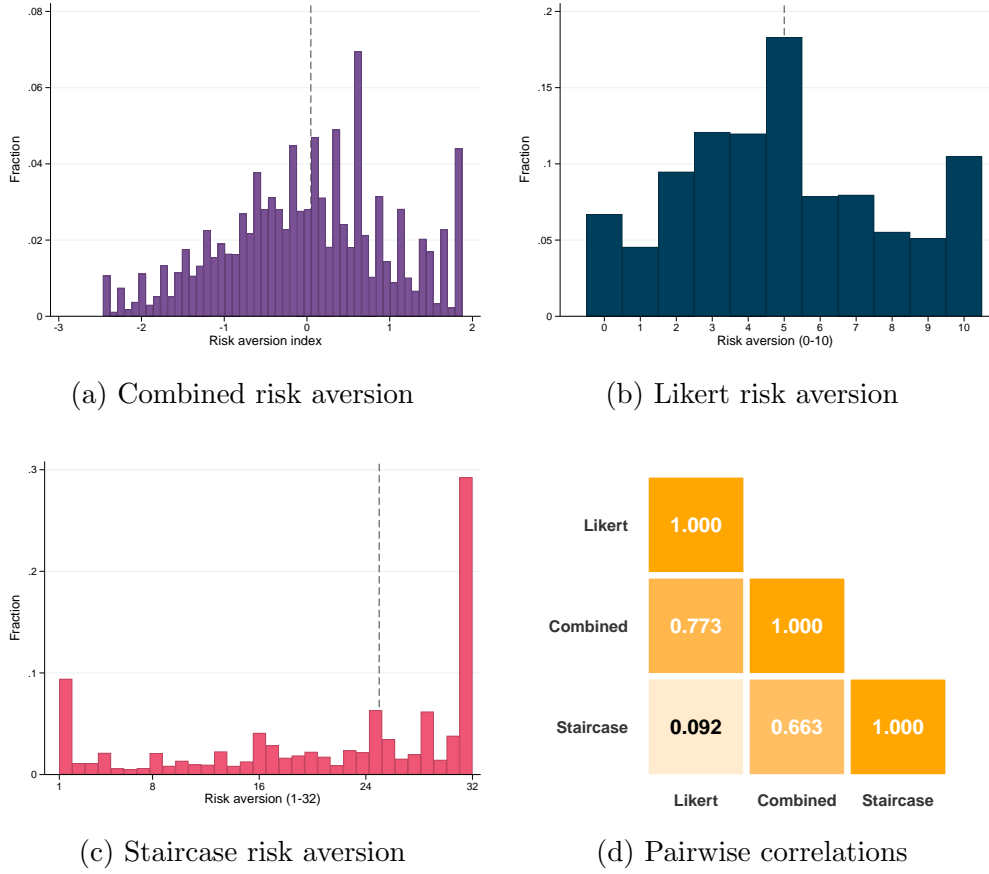 .08
.06
.04
.02
0
Fraction
-3 -2 -1 0 1 2
Risk aversion index
(a) Combined risk aversion
.2
.15
.1
.05
0
Fraction
0 1 2 3 4 5 6 7 8 9 10
Risk aversion (0-10)
(b) Likert risk aversion
.3
.2
.1
0
Fraction
1 8 16 24 32
Risk aversion (1-32)
(c) Staircase risk aversion
Likert 1.000
Combined 0.773 1.000
Staircase 0.092 0.663 1.000
Likert Combined Staircase
(d) Pairwise correlations